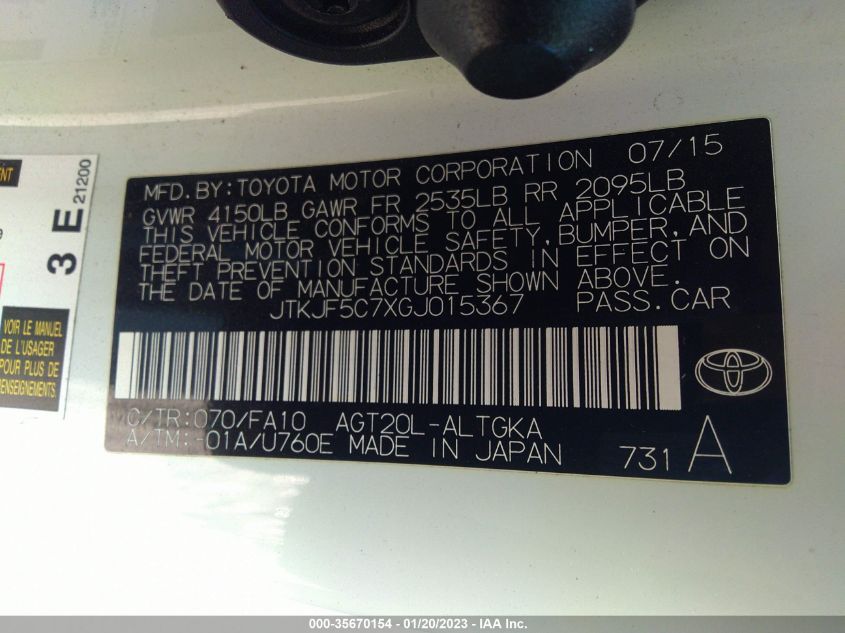 MFD.BY:TOYOTA MOTOR CORPORATION 07/15
GVWR 4150LB GAWR FR 2535LB RR 2095LB
THIS VEHICLE CONFORMS TO ALL APPLICABLE
FEDERAL MOTOR VEHICLE SAFETY,BUMPER,AND
THEFT PREVENTION STANDARDS IN EFFECT ON
THE DATE OF MANUFACTURE SHOWN ABOVE.
JTKJF5C7XGJ015367 PASS.CAR
C/TR:070/FA10 AGT20L-ALTGKA
A/TM:-01A/U760E MADE IN JAPAN 731 A
3 E 21200
VOIR LE MANUEL
DE L'USAGER
POUR PLUS DE
RENSEIGNEMENTS.
000-35670154 - 01/20/2023 - IAA Inc.